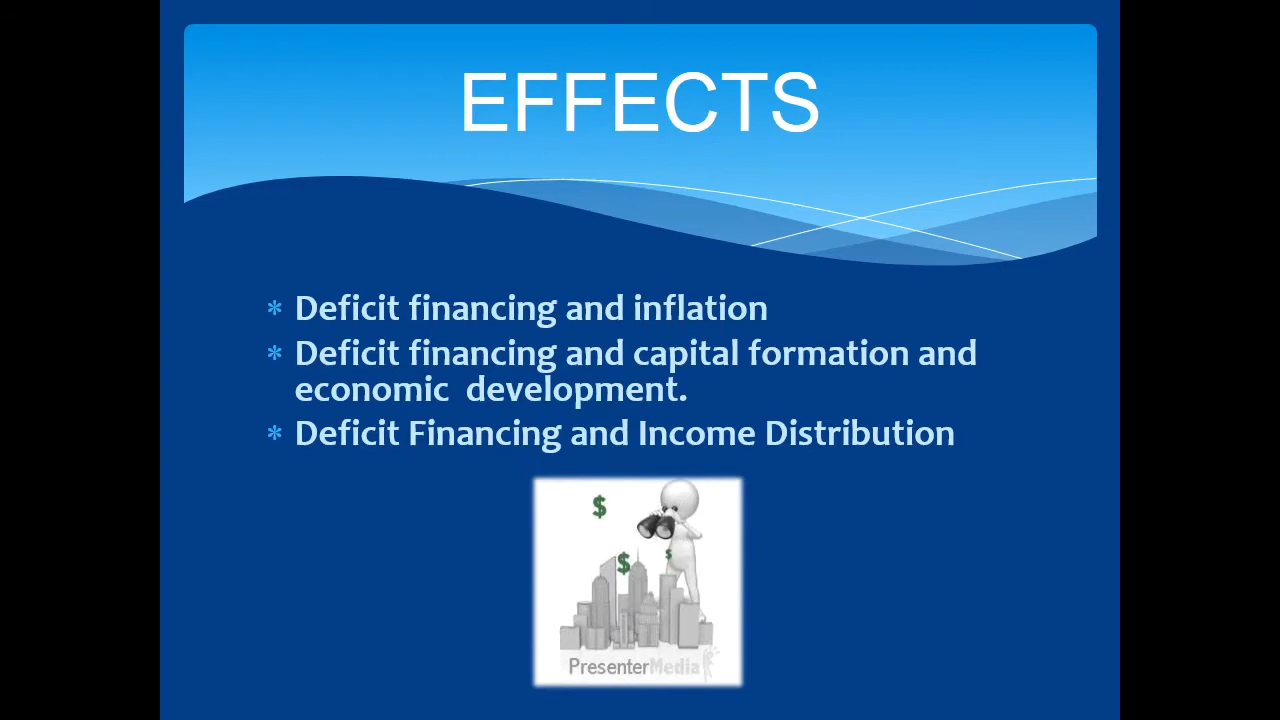 EFFECTS
* Deficit financing and inflation
* Deficit financing and capital formation and
economic  development.
* Deficit Financing and Income Distribution
$
$
$
PresenterMedia